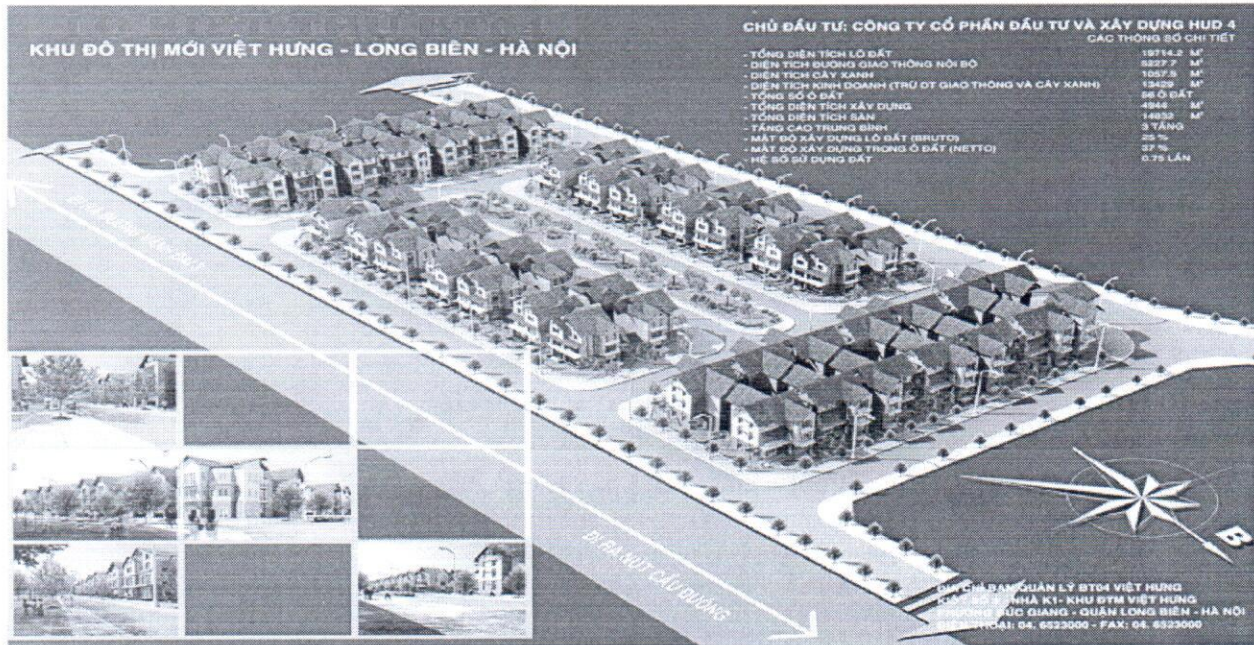 KHU ĐÔ THỊ MỚI VIỆT HƯNG - LONG BIÊN - HÀ NỘI
CHỦ ĐẦU TƯ: CÔNG TY CỔ PHẦN ĐẦU TƯ VÀ XÂY DỰNG HUD 4
CÁC THÔNG SỐ CHI TIẾT
- TỔNG DIỆN TÍCH LÔ ĐẤT 19714.2 M²
- DIỆN TÍCH ĐƯỜNG GIAO THÔNG NỘI BỘ 5227.7 M²
- DIỆN TÍCH CÂY XANH 1057.5 M²
- DIỆN TÍCH KINH DOANH (TRỪ DT GIAO THÔNG VÀ CÂY XANH) 13429 M²
- TỔNG SỐ Ô ĐẤT 56 Ô ĐẤT
- TỔNG DIỆN TÍCH XÂY DỰNG 4944 M²
- TỔNG DIỆN TÍCH SÀN 14832 M²
- TẦNG CAO TRUNG BÌNH 3 TẦNG
- MẬT ĐỘ XÂY DỰNG LÔ ĐẤT (BRUTO) 25 %
- MẬT ĐỘ XÂY DỰNG TRONG Ô ĐẤT (NETTO) 37 %
- HỆ SỐ SỬ DỤNG ĐẤT 0.75 LẦN
ĐI RA
ĐI RA NÚT CẦU ĐUỐNG
B
ĐỊA CHỈ BAN QUẢN LÝ BT04 VIỆT HƯNG
NHÀ K1- KHU ĐTM VIỆT HƯNG
PHƯỜNG ĐỨC GIANG - QUẬN LONG BIÊN - HÀ NỘI
ĐIỆN THOẠI: 04. 6523000 - FAX: 04. 6523000